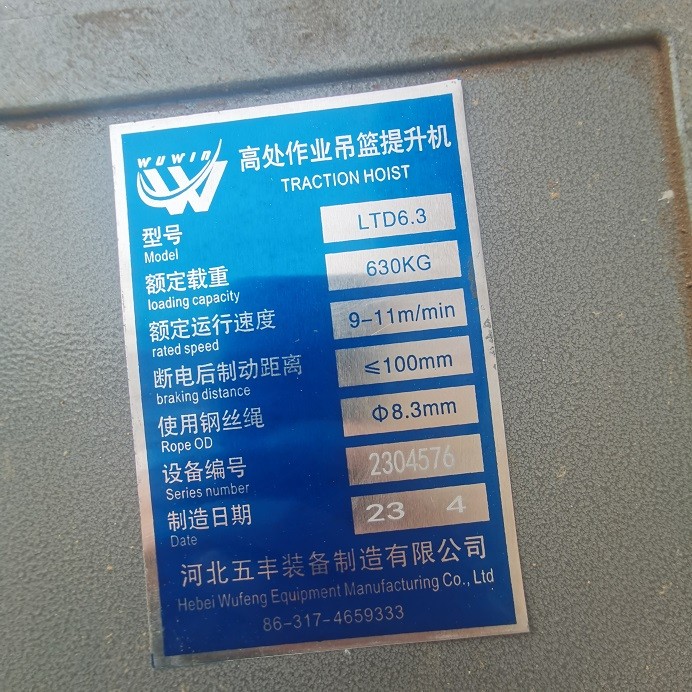 WUWIN
高处作业吊篮提升机
TRACTION HOIST
型号 LTD6.3
Model
额定载重 630KG
loading capacity
额定运行速度 9-11m/min
rated speed
断电后制动距离 ≤100mm
braking distance
使用钢丝绳 Φ8.3mm
Rope OD
设备编号 2304576
Series number
制造日期 23 4
Date
河北五丰装备制造有限公司
Hebei Wufeng Equipment Manufacturing Co., Ltd
86-317-4659333